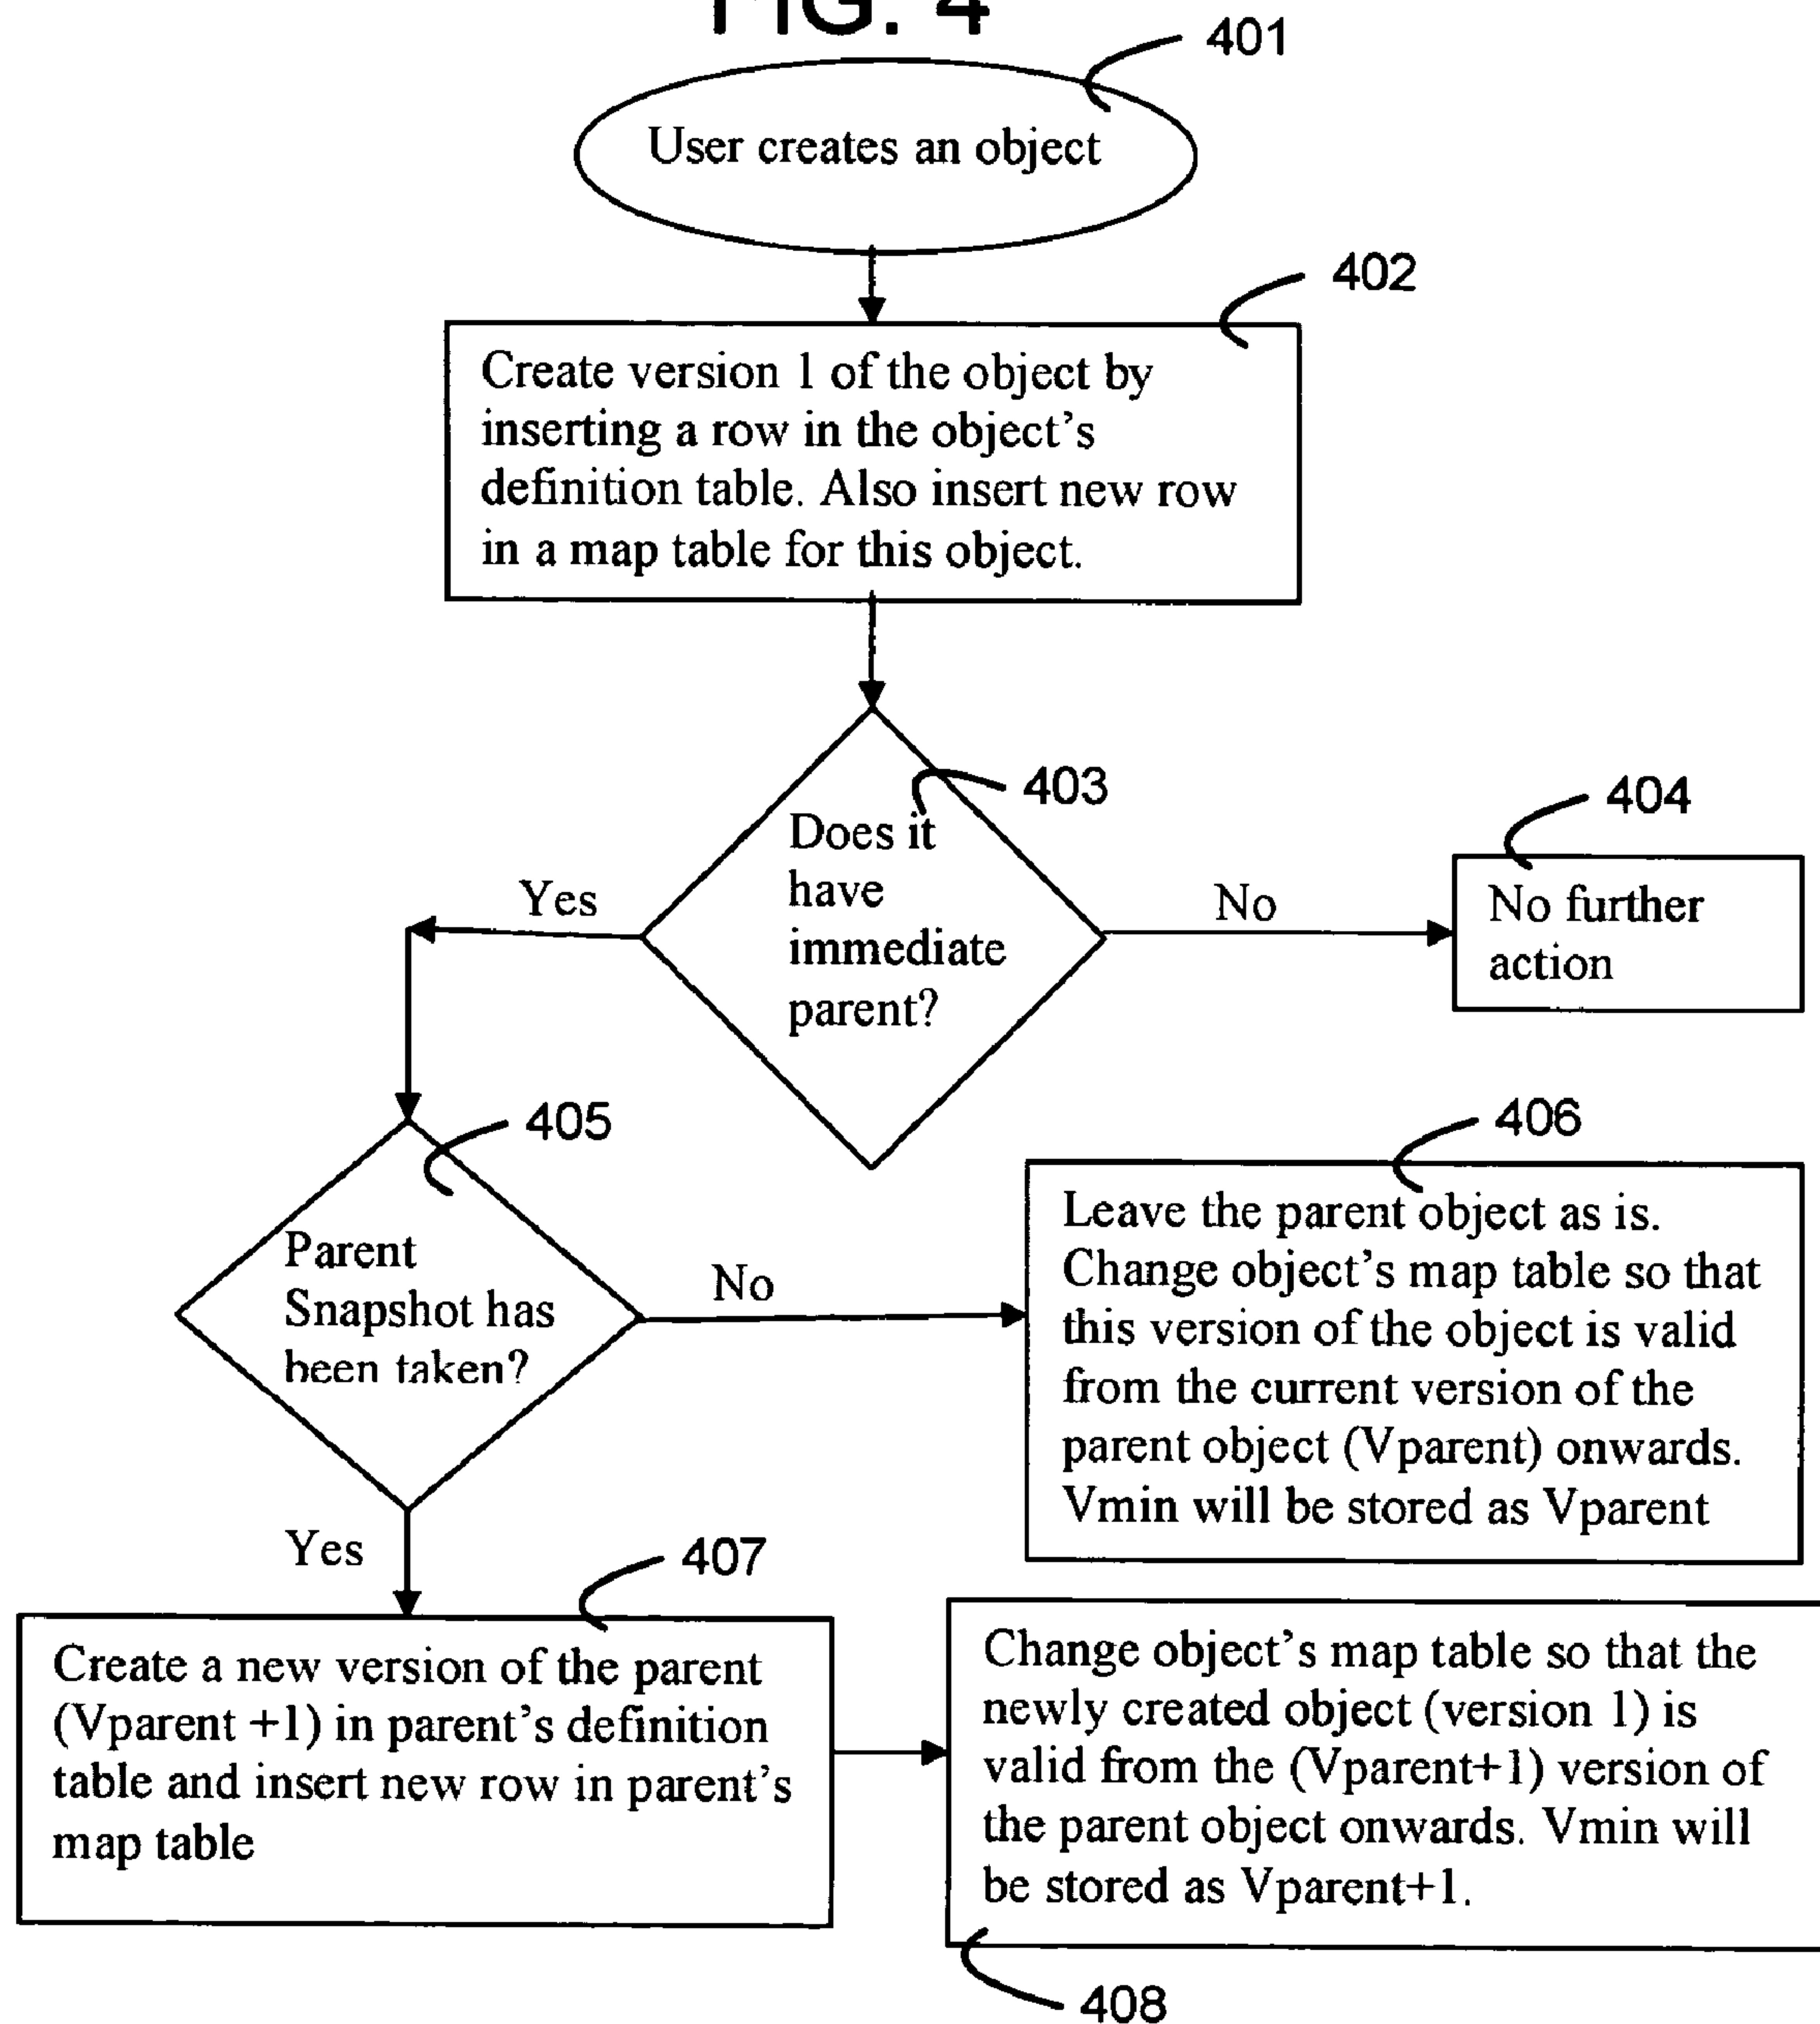 FIG. 4
401
User creates an object
402
Create version 1 of the object by
inserting a row in the object's
definition table. Also insert new row
in a map table for this object.
403
Does it
have
immediate
parent?
Yes
No
404
No further
action
405
Parent
Snapshot has
been taken?
No
406
Leave the parent object as is.
Change object's map table so that
this version of the object is valid
from the current version of the
parent object (Vparent) onwards.
Vmin will be stored as Vparent
Yes
407
Create a new version of the parent
(Vparent +1) in parent's definition
table and insert new row in parent's
map table
Change object's map table so that the
newly created object (version 1) is
valid from the (Vparent+1) version of
the parent object onwards. Vmin will
be stored as Vparent+1.
408